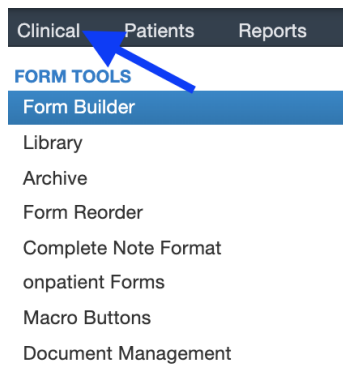 Clinical Patients Reports
FORM TOOLS
Form Builder
Library
Archive
Form Reorder
Complete Note Format
onpatient Forms
Macro Buttons
Document Management